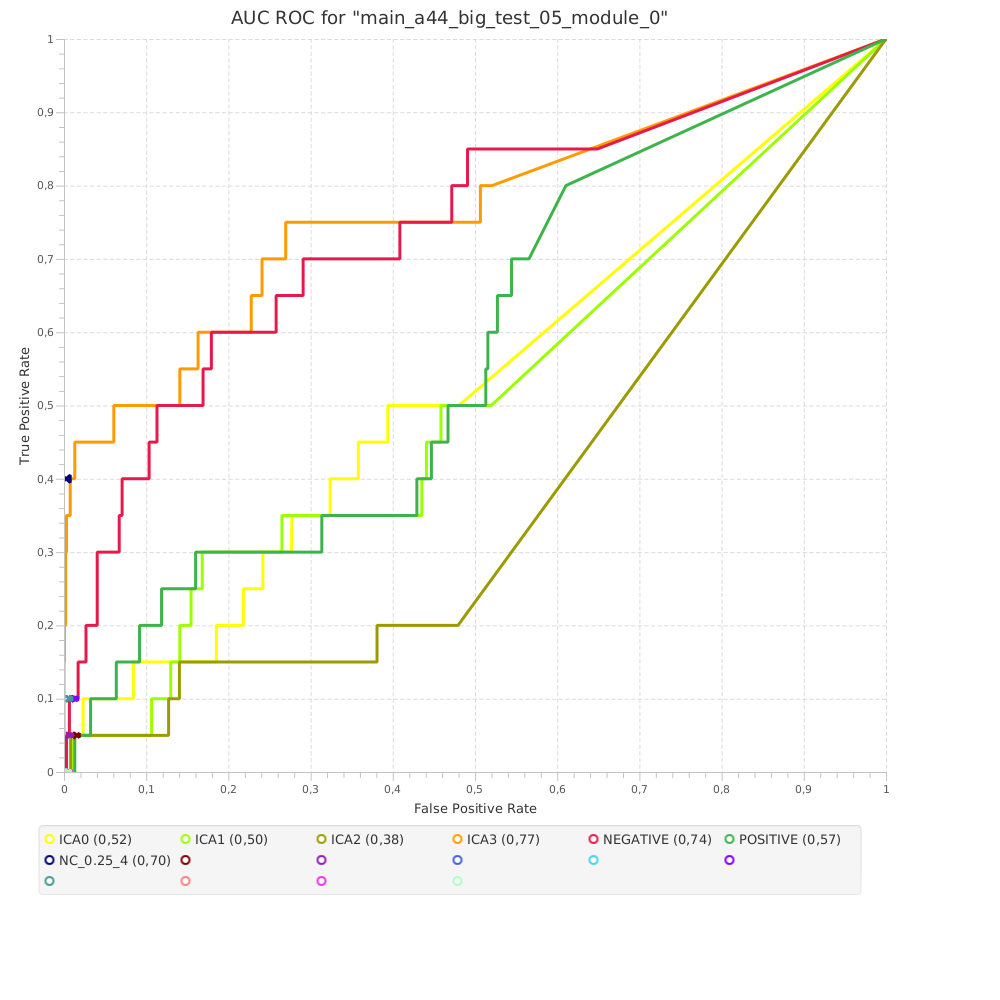 AUC ROC for "main_a44_big_test_05_module_0"
1
0,9
0,8
0,7
0,6
0,5
0,4
0,3
0,2
0,1
0
True Positive Rate
0 0,1 0,2 0,3 0,4 0,5 0,6 0,7 0,8 0,9 1
False Positive Rate
ICA0 (0,52) ICA1 (0,50) ICA2 (0,38) ICA3 (0,77) NEGATIVE (0,74) POSITIVE (0,57)
NC_0.25_4 (0,70)